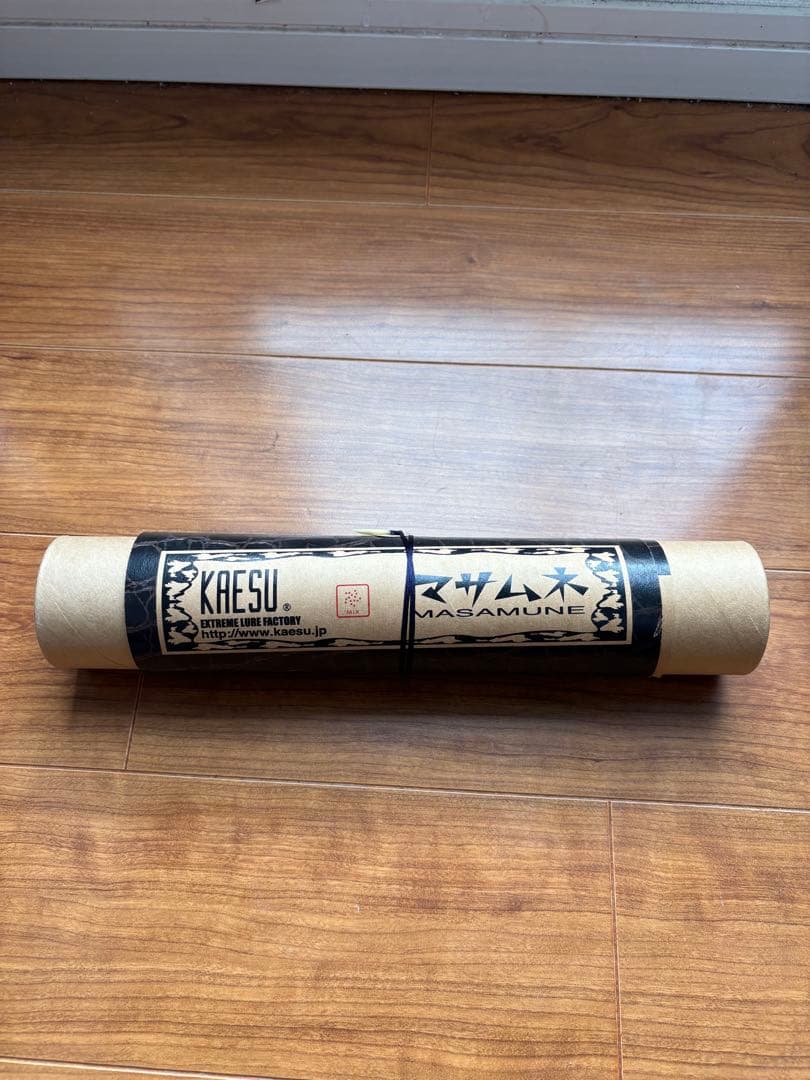 KAESU®
EXTREME LURE FACTORY
http://www.kaesu.jp
マサムネ
MASAMUNE